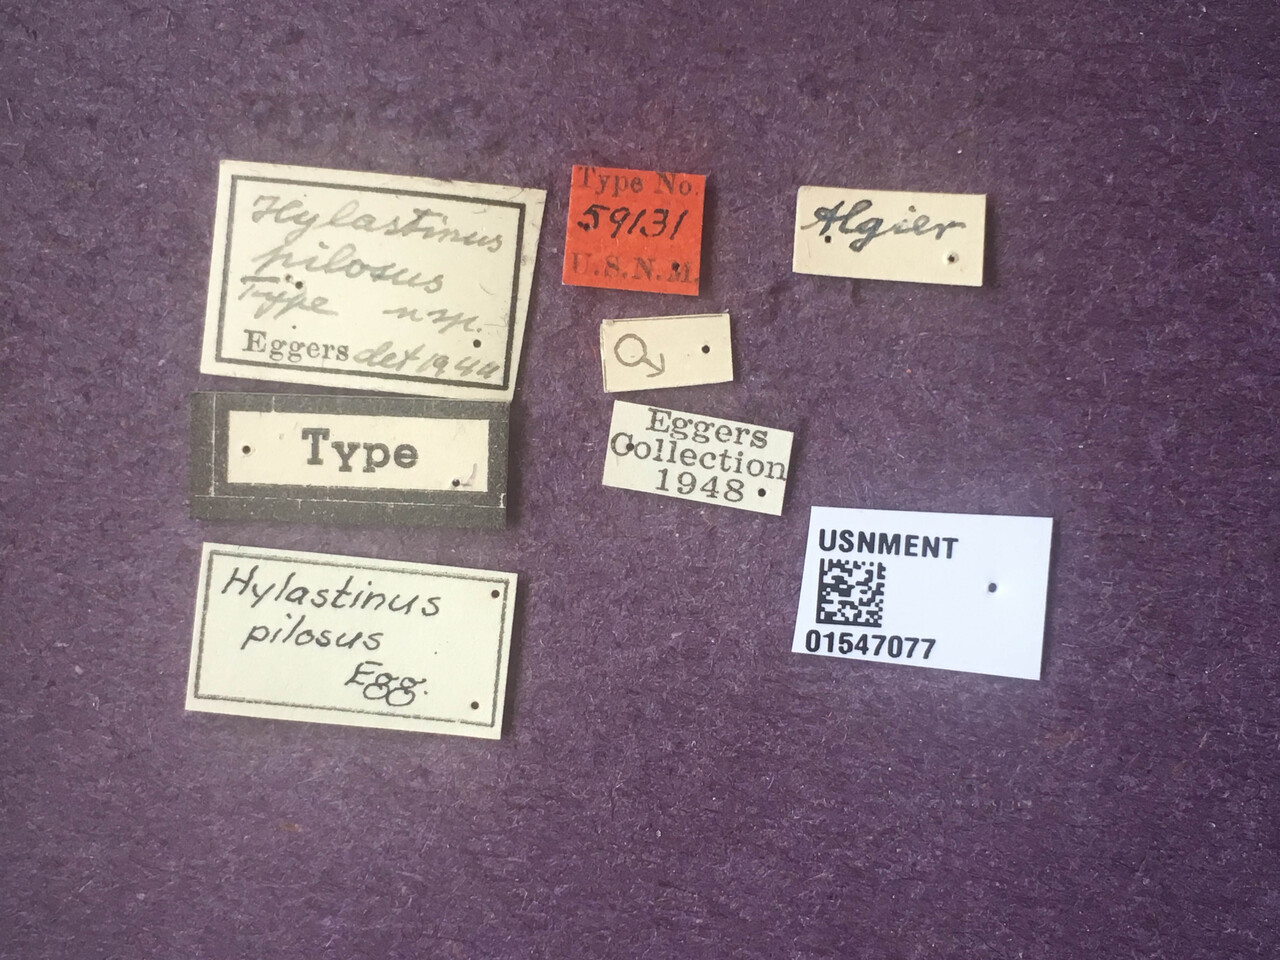 Hylastinus
pilosus
Type n sp.
Eggers det 1944
Type
Hylastinus
pilosus
Egg.
Type No.
59131
U.S.N.M.
♂
Eggers
Collection
1948
Algier
USNMENT
01547077